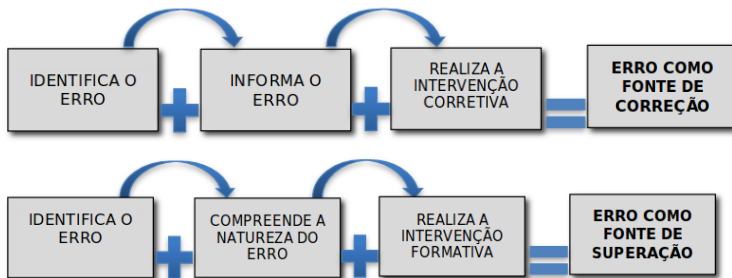 IDENTIFICA O
ERRO
INFORMA O
ERRO
REALIZA A
INTERVENÇÃO
CORRETIVA
ERRO COMO
FONTE DE
CORREÇÃO
IDENTIFICA O
ERRO
COMPREENDE A
NATUREZA DO
ERRO
REALIZA A
INTERVENÇÃO
FORMATIVA
ERRO COMO
FONTE DE
SUPERAÇÃO